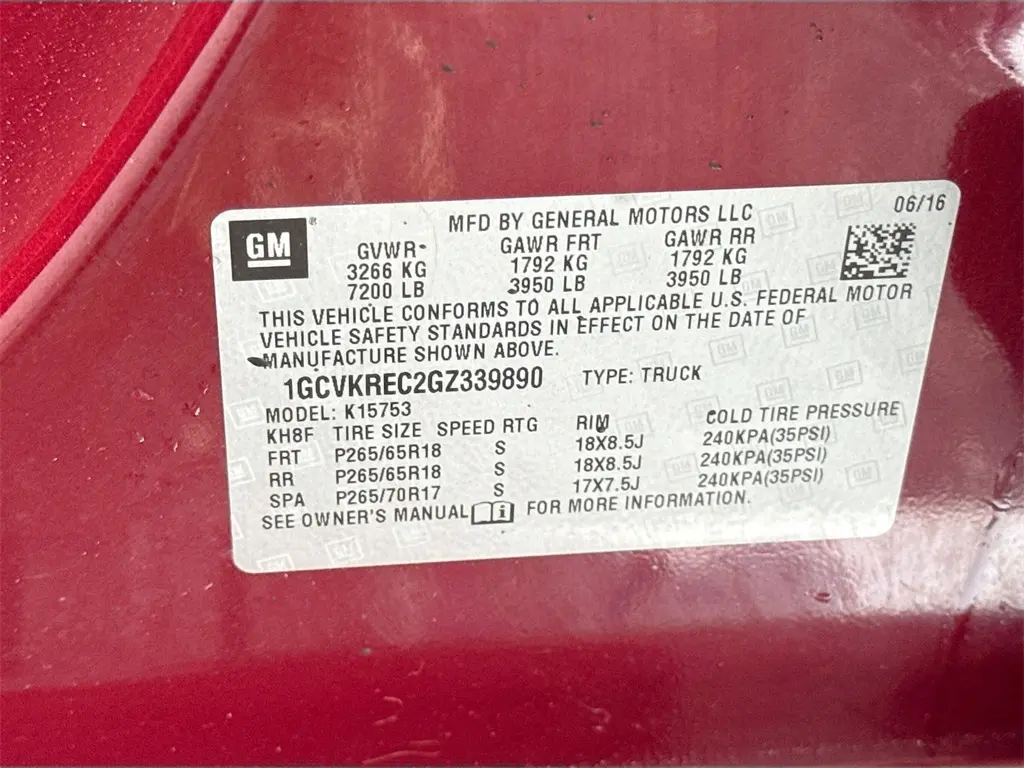 GM
MFD BY GENERAL MOTORS LLC 06/16
GVWR GAWR FRT GAWR RR
3266 KG 1792 KG 1792 KG
7200 LB 3950 LB 3950 LB
THIS VEHICLE CONFORMS TO ALL APPLICABLE U.S. FEDERAL MOTOR
VEHICLE SAFETY STANDARDS IN EFFECT ON THE DATE OF
MANUFACTURE SHOWN ABOVE.
1GCVKREC2GZ339890 TYPE: TRUCK
MODEL: K15753
KH8F TIRE SIZE SPEED RTG RIM COLD TIRE PRESSURE
FRT P265/65R18 S 18X8.5J 240KPA(35PSI)
RR P265/65R18 S 18X8.5J 240KPA(35PSI)
SPA P265/70R17 S 17X7.5J 240KPA(35PSI)
SEE OWNER'S MANUAL FOR MORE INFORMATION.